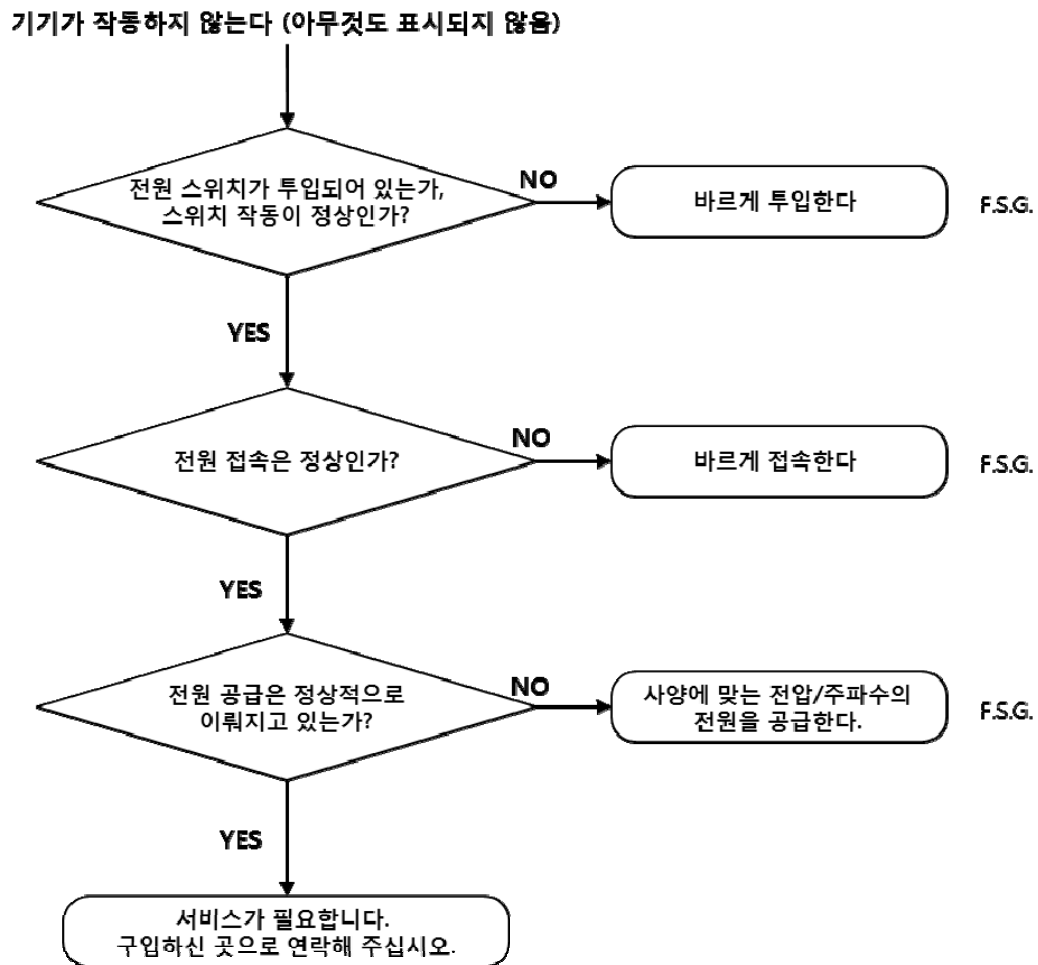 기기가 작동하지 않는다 (아무것도 표시되지 않음)
전원 스위치가 투입되어 있는가,
스위치 작동이 정상인가?
NO
바르게 투입한다
F.S.G.
YES
전원 접속은 정상인가?
NO
바르게 접속한다
F.S.G.
YES
전원 공급은 정상적으로
이뤄지고 있는가?
NO
사양에 맞는 전압/주파수의
전원을 공급한다.
F.S.G.
YES
서비스가 필요합니다.
구입하신 곳으로 연락해 주십시오.